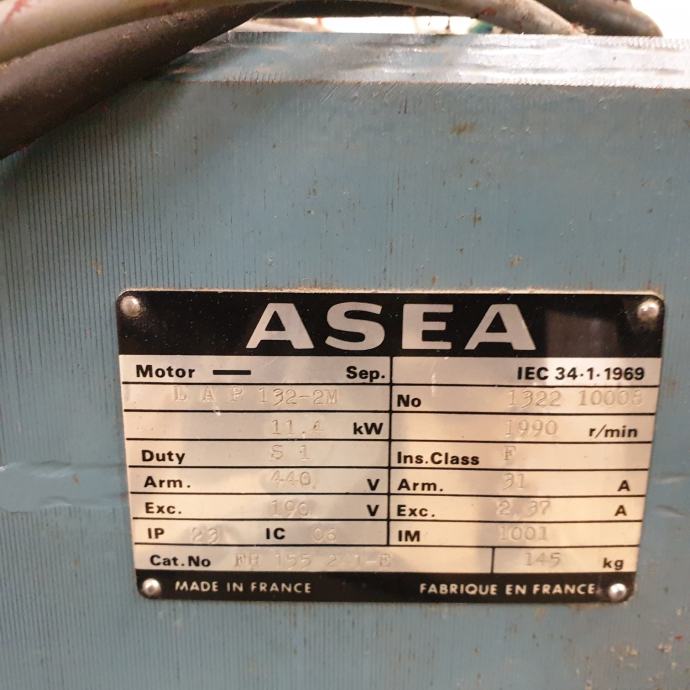 ASEA
Motor — Sep. IEC 34-1-1969
L A P 132-2M No 1322 10008
11.4 kW 1990 r/min
Duty S 1 Ins.Class F
Arm. 440 V Arm. 31 A
Exc. 190 V Exc. 2.37 A
IP 23 IC 06 IM 1001
Cat.No 145 kg
MADE IN FRANCE FABRIQUE EN FRANCE